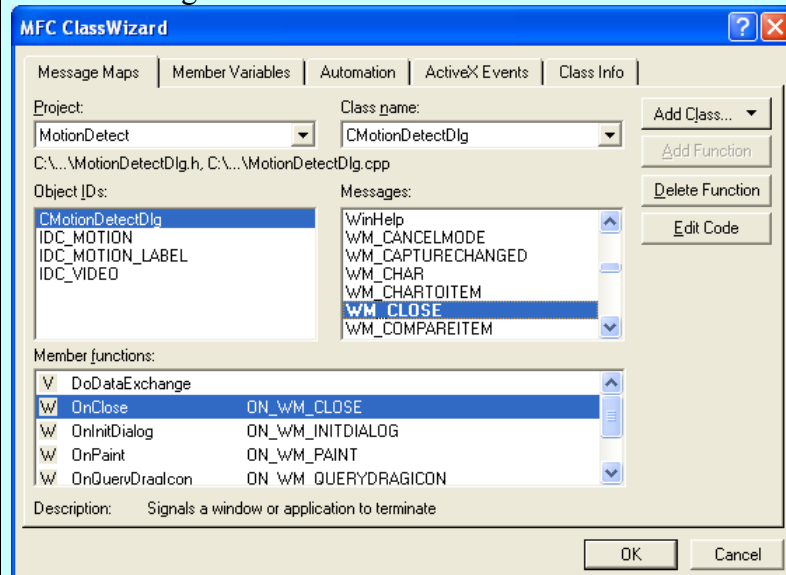 MFC ClassWizard
Message Maps Member Variables Automation ActiveX Events Class Info
Project: Class name:
MotionDetect CMotionDetectDlg Add Class...
C:\...\MotionDetectDlg.h, C:\...\MotionDetectDlg.cpp Add Function
Object IDs: Messages: Delete Function
CMotionDetectDlg WinHelp Edit Code
IDC_MOTION WM_CANCELMODE
IDC_MOTION_LABEL WM_CAPTURECHANGED
IDC_VIDEO WM_CHAR
WM_CHARTOITEM
WM_CLOSE
WM_COMPAREITEM
Member functions:
V DoDataExchange
W OnClose ON_WM_CLOSE
W OnInitDialog ON_WM_INITDIALOG
W OnPaint ON_WM_PAINT
W OnQueryDragIcon ON_WM_QUERYDRAGICON
Description: Signals a window or application to terminate
OK Cancel